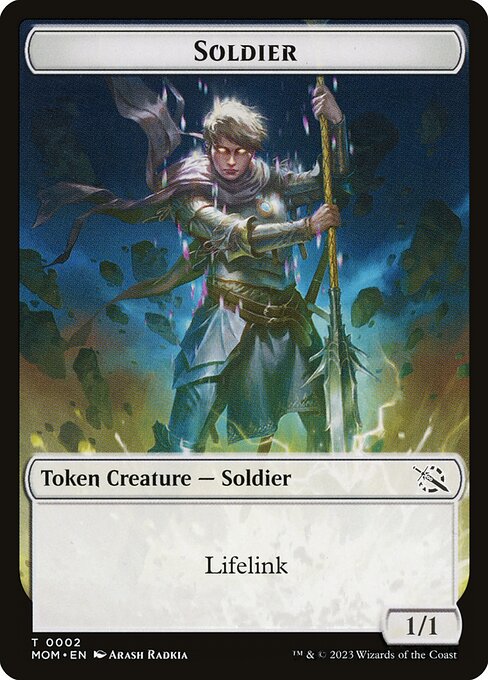 Soldier
Token Creature — Soldier
Lifelink
1/1
T 0002
MOM • EN Arash Radkia
™ & © 2023 Wizards of the Coast